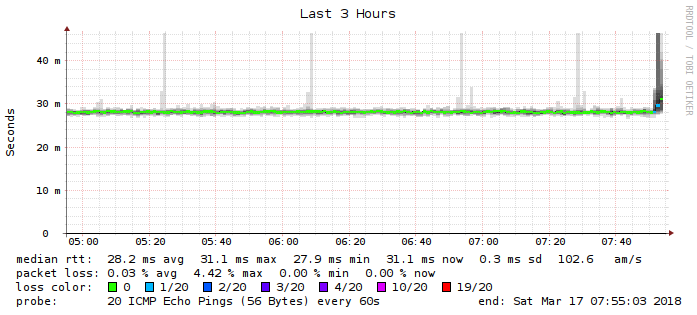 Last 3 Hours
RRDTOOL / TOBI OETIKER
Seconds
40 m
30 m
20 m
10 m
0
05:00 05:20 05:40 06:00 06:20 06:40 07:00 07:20 07:40
median rtt: 28.2 ms avg 31.1 ms max 27.9 ms min 31.1 ms now 0.3 ms sd 102.6 am/s
packet loss: 0.03 % avg 4.42 % max 0.00 % min 0.00 % now
loss color: 0 1/20 2/20 3/20 4/20 10/20 19/20
probe: 20 ICMP Echo Pings (56 Bytes) every 60s end: Sat Mar 17 07:55:03 2018